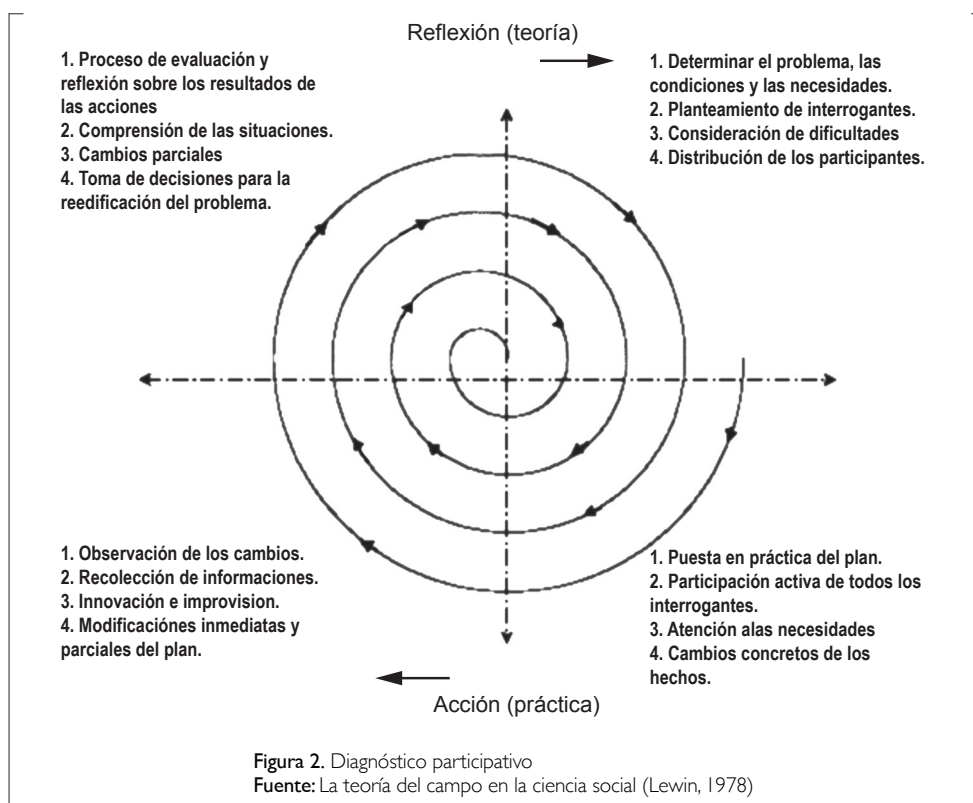 Reflexión (teoría)
1. Proceso de evaluación y
reflexión sobre los resultados de
las acciones
2. Comprensión de las situaciones.
3. Cambios parciales
4. Toma de decisiones para la
reedificación del problema.
1. Determinar el problema, las
condiciones y las necesidades.
2. Planteamiento de interrogantes.
3. Consideración de dificultades
4. Distribución de los participantes.
1. Observación de los cambios.
2. Recolección de informaciones.
3. Innovación e improvision.
4. Modificaciónes inmediatas y
parciales del plan.
1. Puesta en práctica del plan.
2. Participación activa de todos los
interrogantes.
3. Atención alas necesidades
4. Cambios concretos de los
hechos.
Acción (práctica)
Figura 2. Diagnóstico participativo
Fuente: La teoría del campo en la ciencia social (Lewin, 1978)